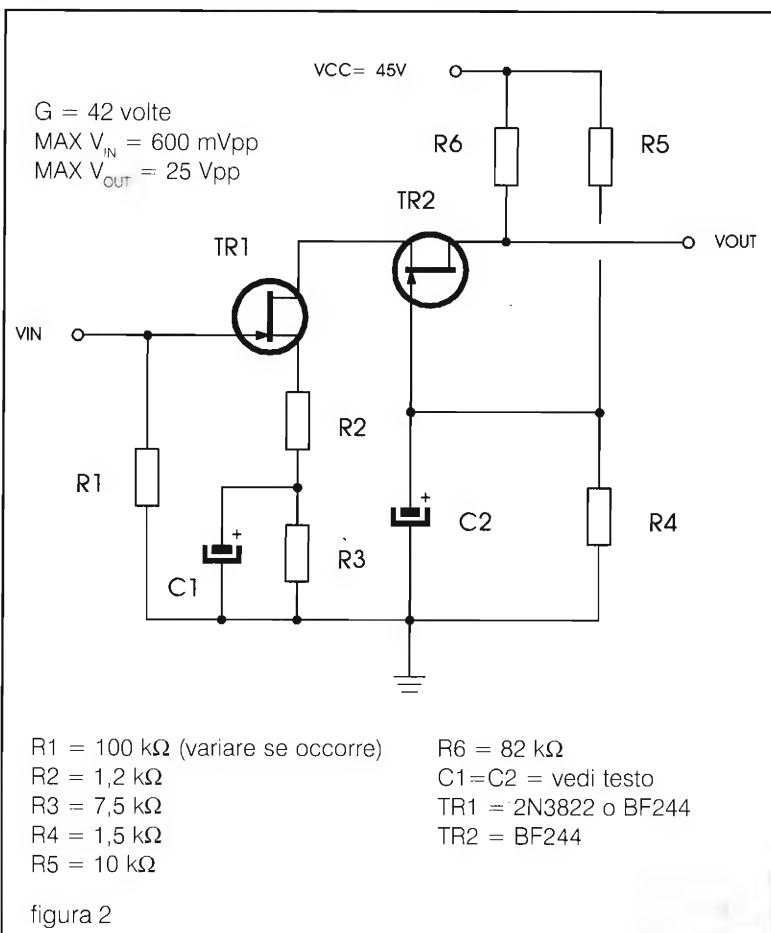 VCC= 45V
G = 42 volte
MAX V_IN = 600 mVpp
MAX V_OUT = 25 Vpp
R6
R5
TR2
TR1
VOUT
VIN
R2
R1
C2
R4
R3
C1
+
+
R1 = 100 kΩ (variare se occorre)
R2 = 1,2 kΩ
R3 = 7,5 kΩ
R4 = 1,5 kΩ
R5 = 10 kΩ
R6 = 82 kΩ
C1=C2 = vedi testo
TR1 = 2N3822 o BF244
TR2 = BF244
figura 2